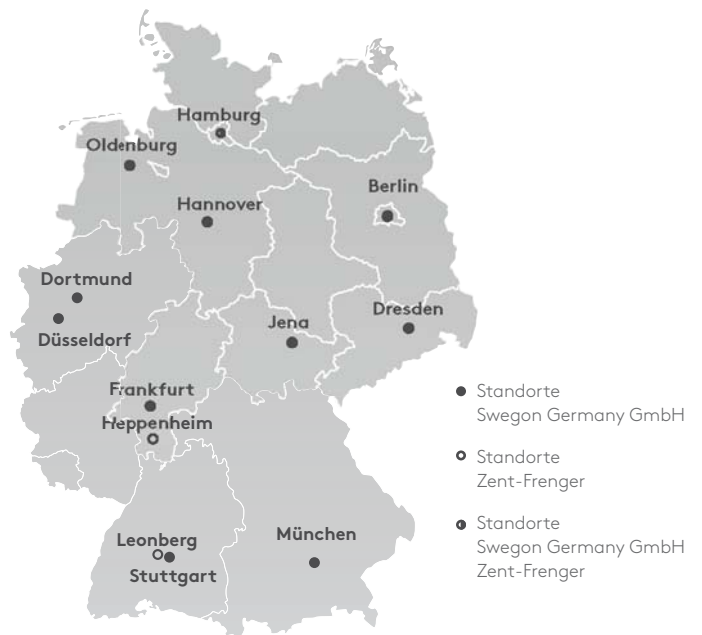 Hamburg
Oldenburg
Berlin
Hannover
Dortmund
Düsseldorf
Jena
Dresden
Frankfurt
Heppenheim
Leonberg
Stuttgart
München
Standorte
Swegon Germany GmbH
Standorte
Zent-Frenger
Standorte
Swegon Germany GmbH
Zent-Frenger